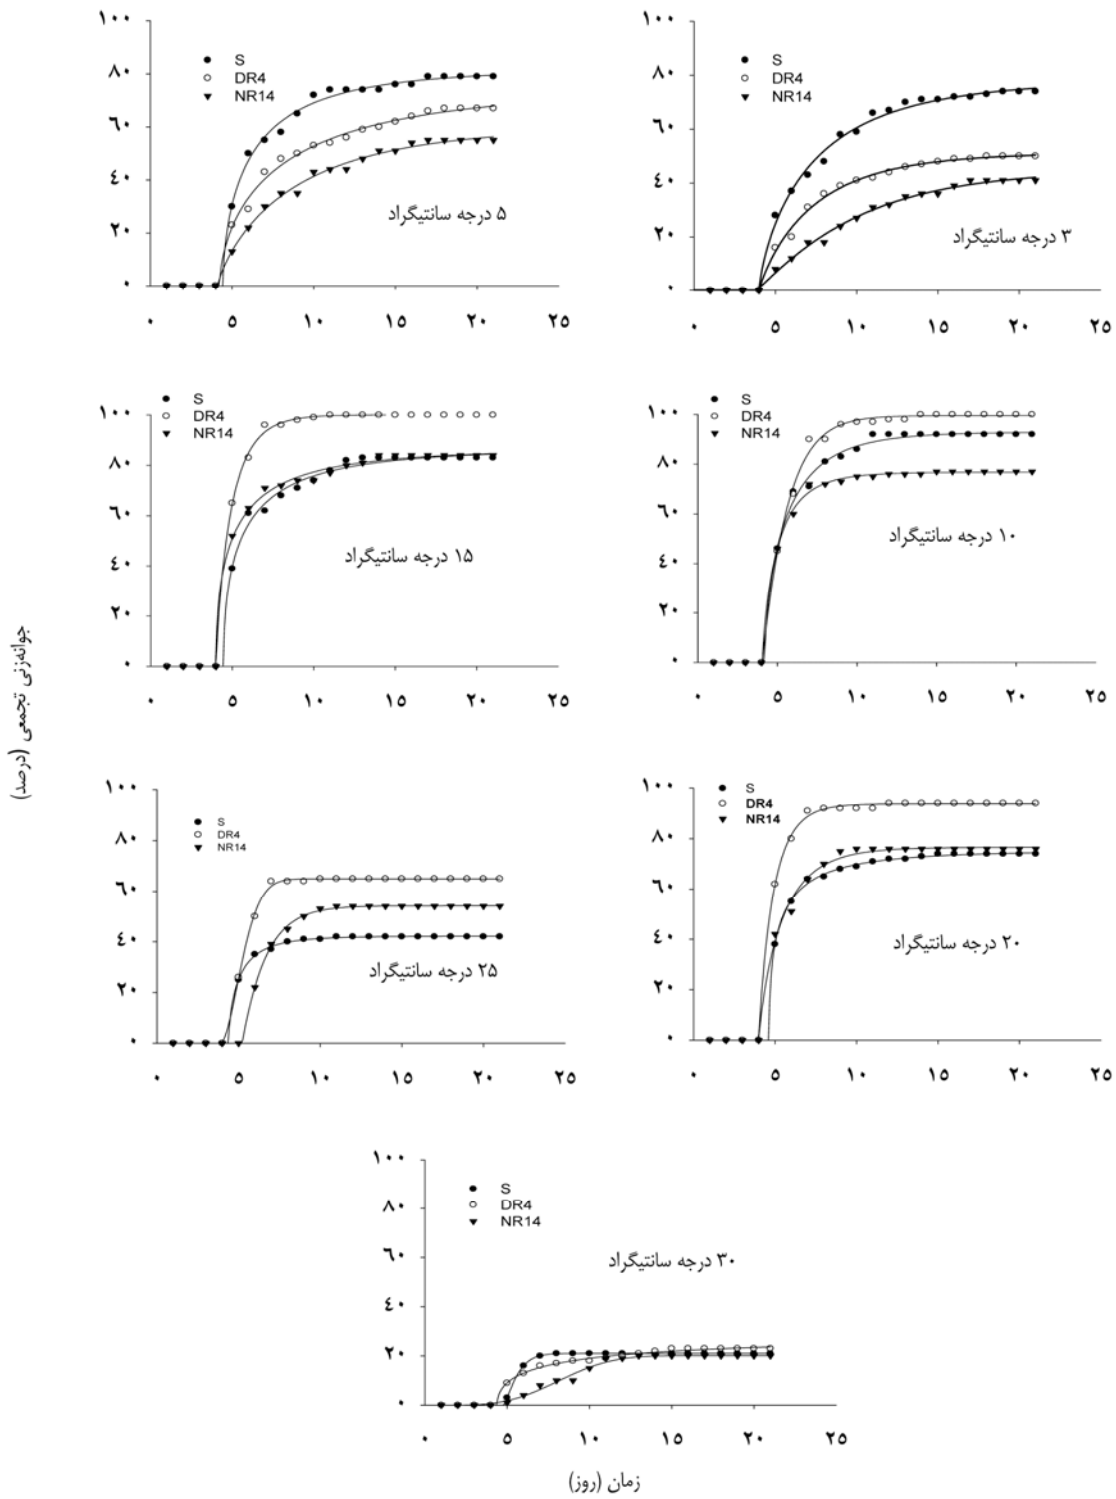 ۱۰۰
۸۰
۶۰
۴۰
۲۰
۰
S
DR4
NR14
۳ درجه سانتیگراد
۰ ۵ ۱۰ ۱۵ ۲۰ ۲۵
۱۰۰
۸۰
۶۰
۴۰
۲۰
۰
S
DR4
NR14
۵ درجه سانتیگراد
۰ ۵ ۱۰ ۱۵ ۲۰ ۲۵
۱۰۰
۸۰
۶۰
۴۰
۲۰
۰
S
DR4
NR14
۱۰ درجه سانتیگراد
۰ ۵ ۱۰ ۱۵ ۲۰ ۲۵
۱۰۰
۸۰
۶۰
۴۰
۲۰
۰
S
DR4
NR14
۱۵ درجه سانتیگراد
۰ ۵ ۱۰ ۱۵ ۲۰ ۲۵
جوانه‌زنی تجمعی (درصد)
۱۰۰
۸۰
۶۰
۴۰
۲۰
۰
S
DR4
NR14
۲۰ درجه سانتیگراد
۰ ۵ ۱۰ ۱۵ ۲۰ ۲۵
۱۰۰
۸۰
۶۰
۴۰
۲۰
۰
S
DR4
NR14
۲۵ درجه سانتیگراد
۰ ۵ ۱۰ ۱۵ ۲۰ ۲۵
۱۰۰
۸۰
۶۰
۴۰
۲۰
۰
S
DR4
NR14
۳۰ درجه سانتیگراد
۰ ۵ ۱۰ ۱۵ ۲۰ ۲۵
زمان (روز)